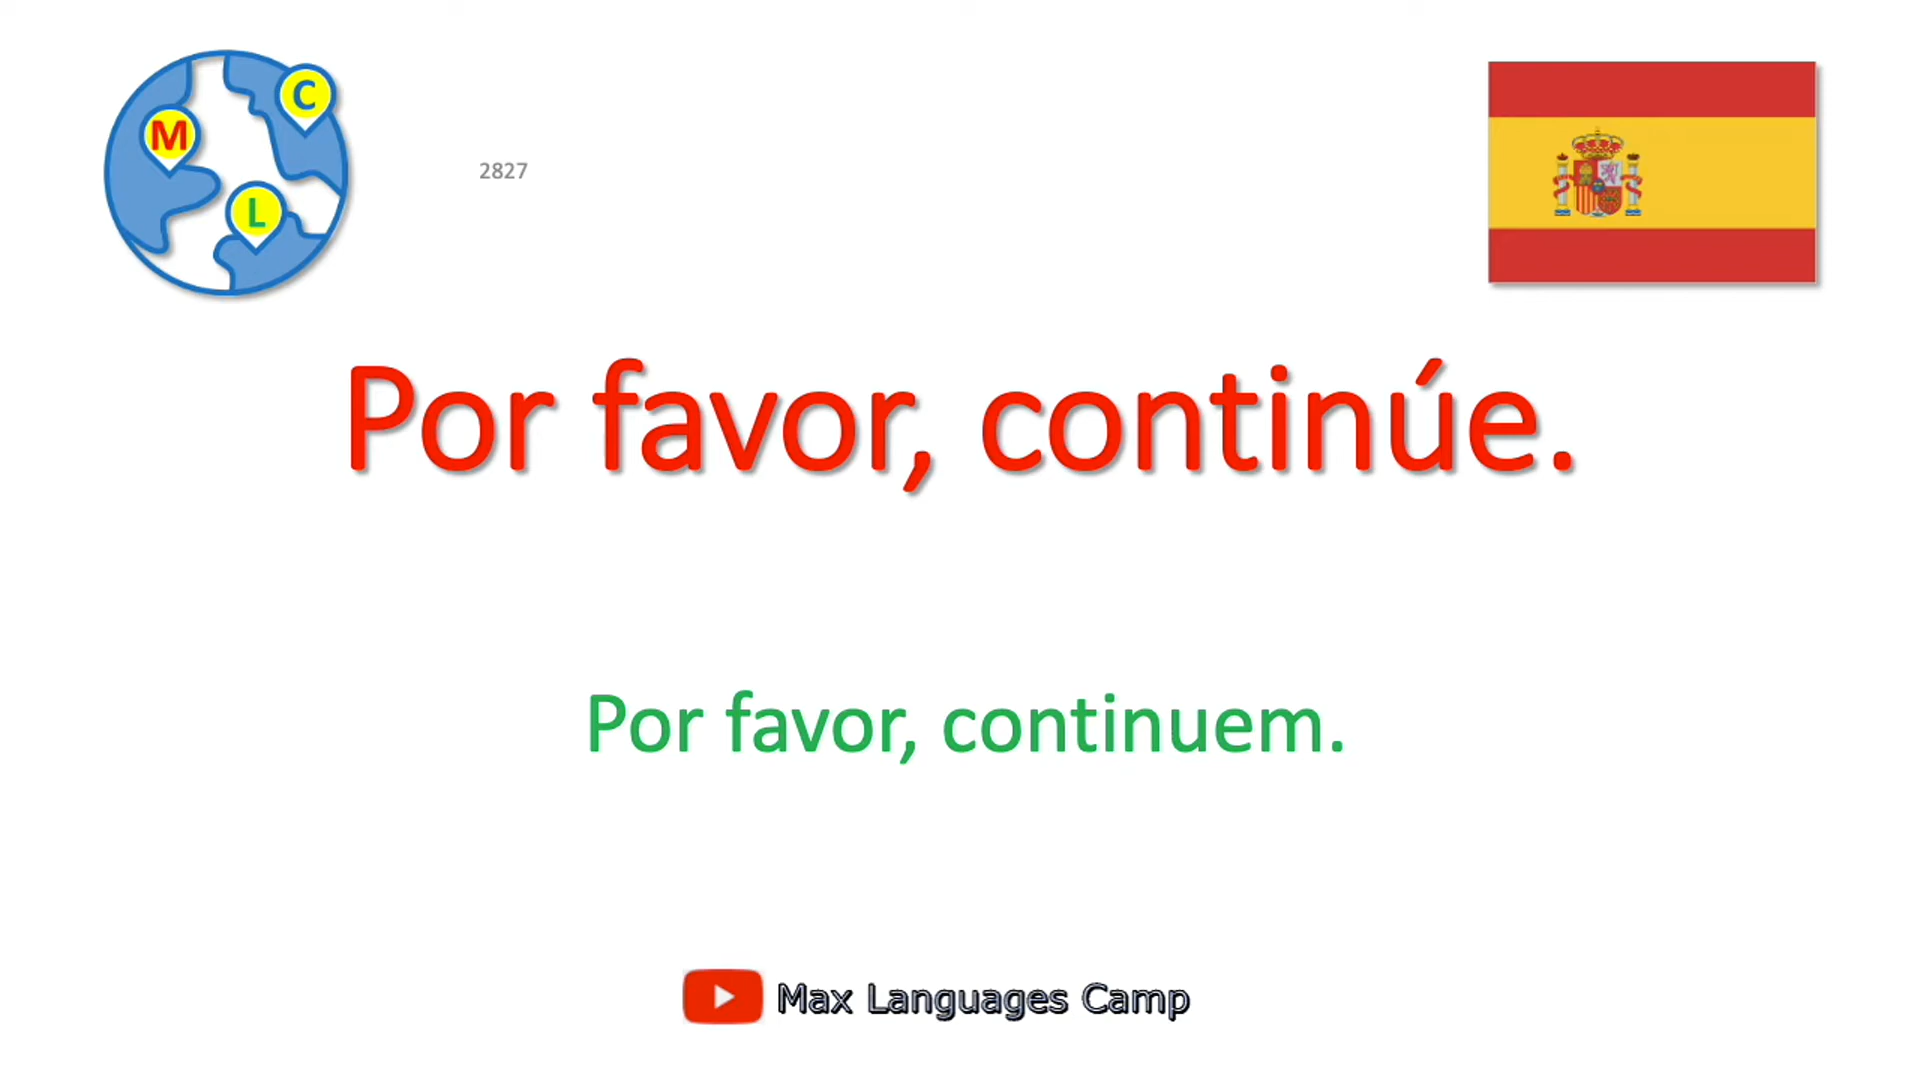 M
C
L
2827
Por favor, continúe.
Por favor, continuem.
Max Languages Camp